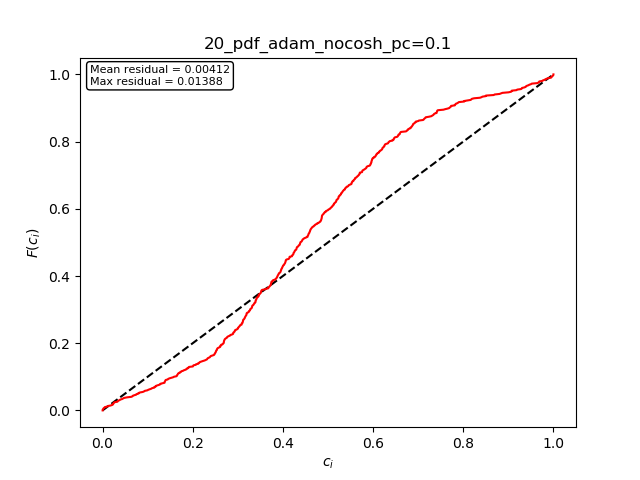 20_pdf_adam_nocosh_pc=0.1
Mean residual = 0.00412
Max residual = 0.01388
1.0
0.8
0.6
0.4
0.2
0.0
F(c_i)
0.0 0.2 0.4 0.6 0.8 1.0
c_i